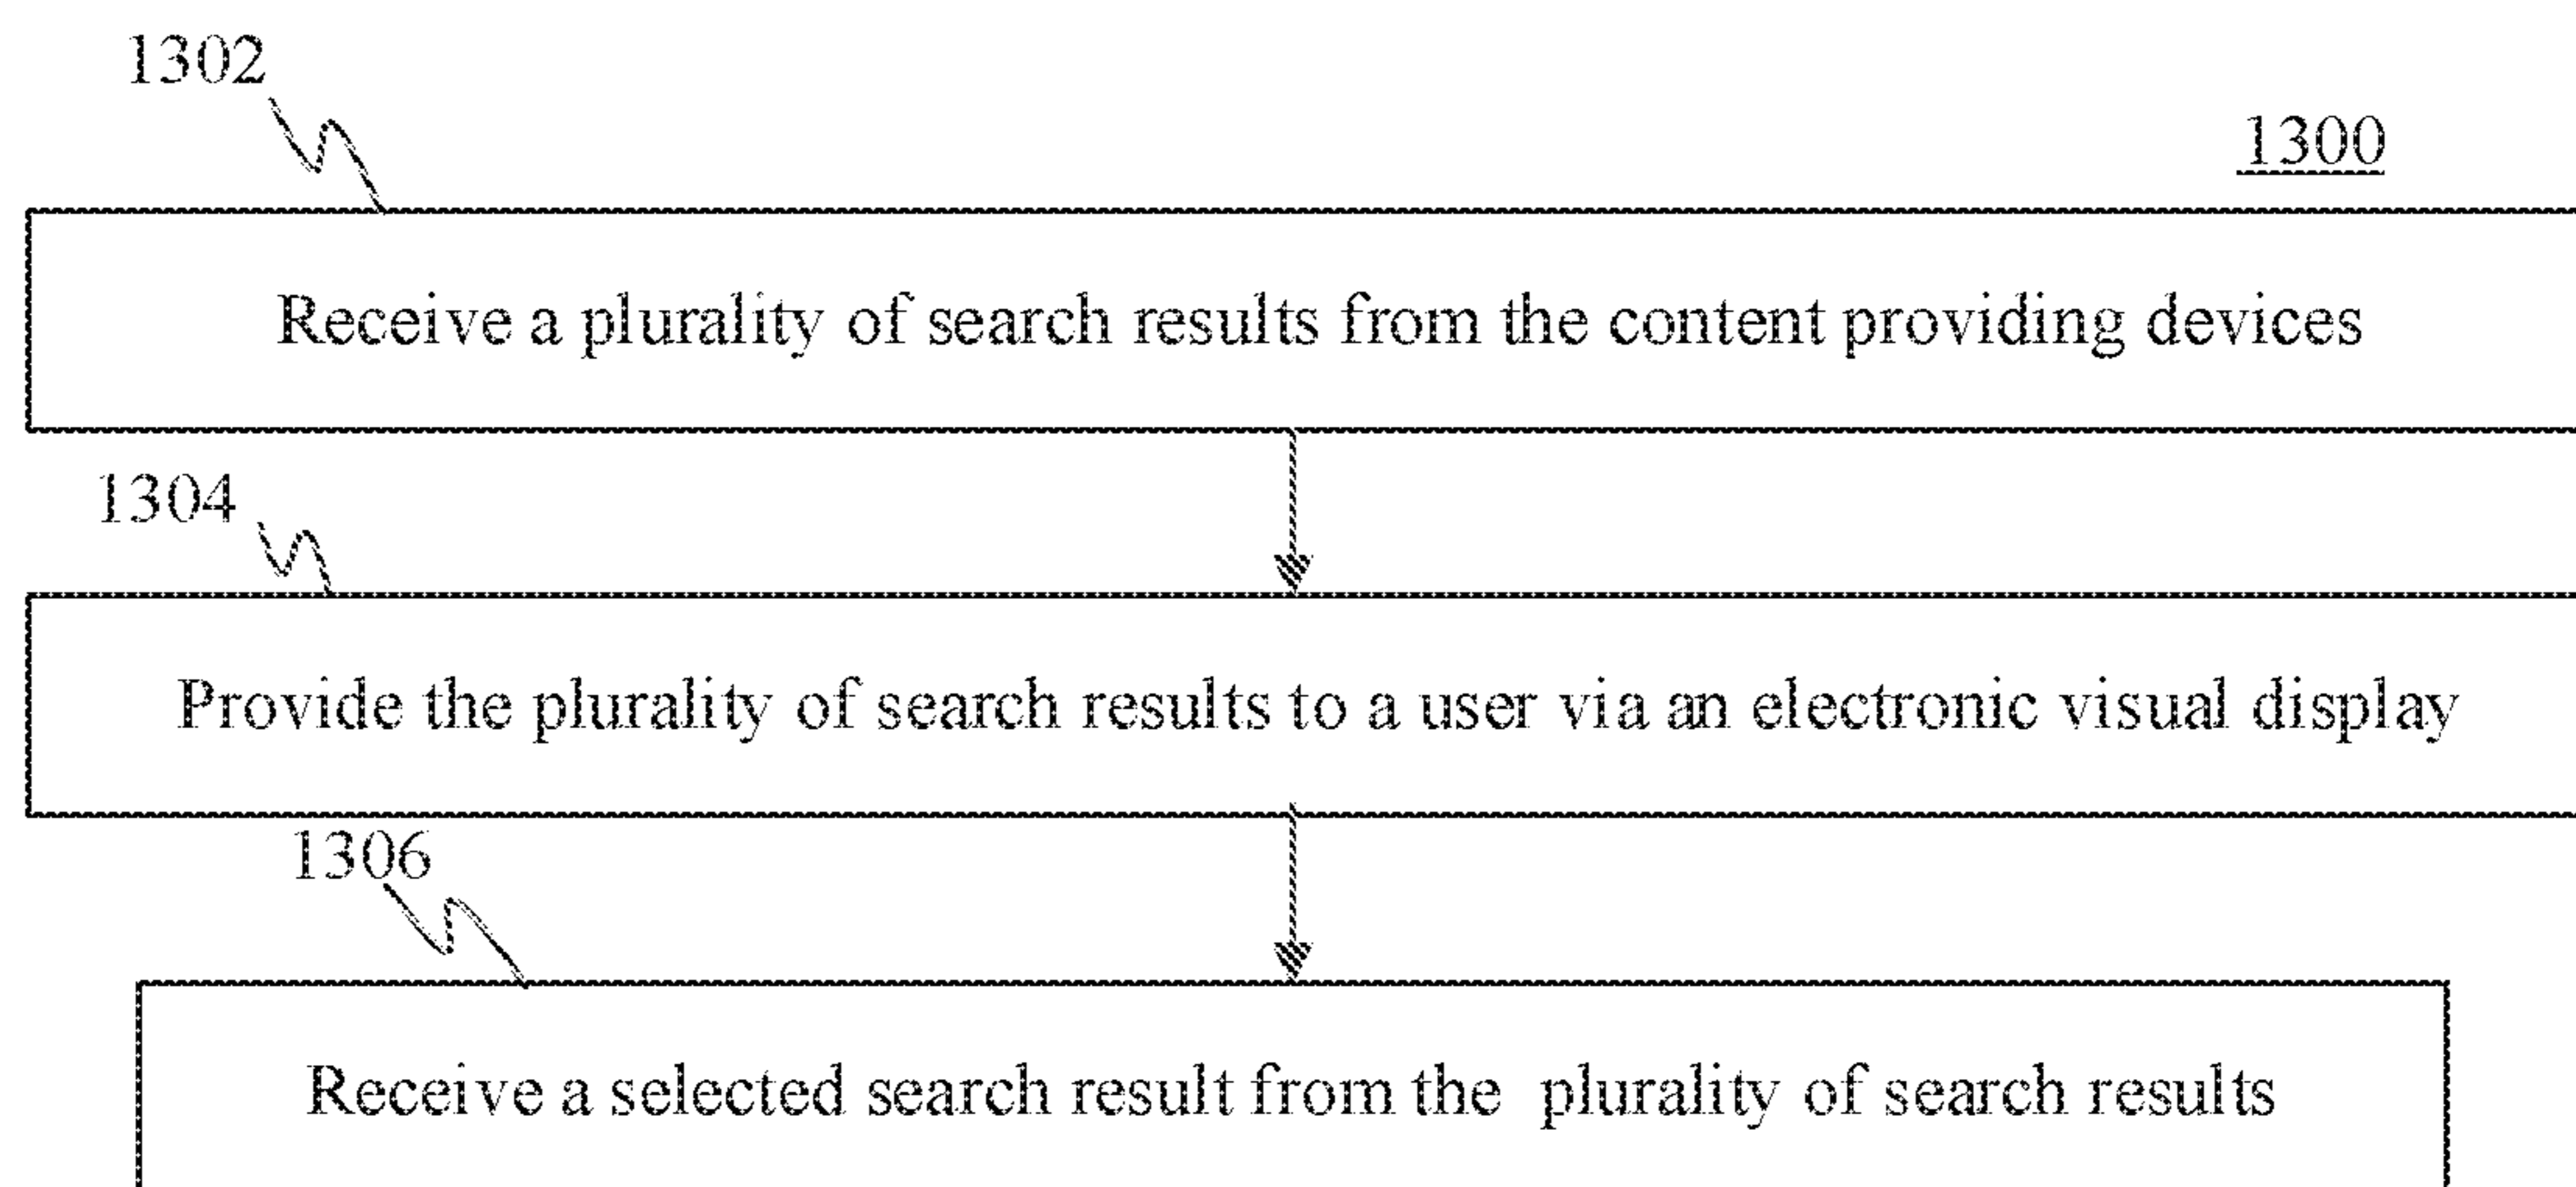 1302
1300
Receive a plurality of search results from the content providing devices
1304
Provide the plurality of search results to a user via an electronic visual display
1306
Receive a selected search result from the plurality of search results